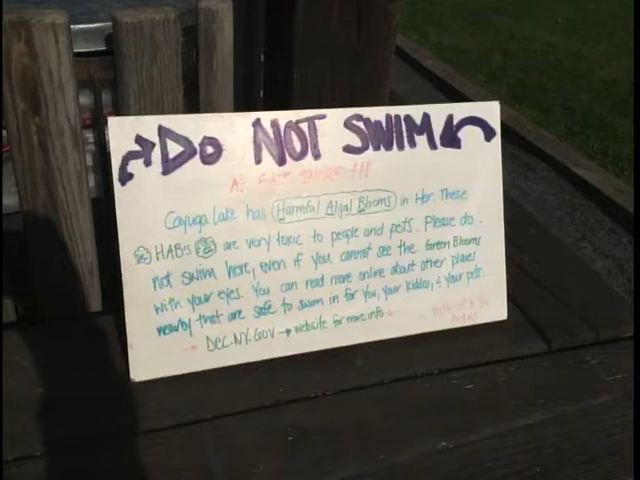 Do NOT SWIM
AT EAST SHORE !!!
Cayuga Lake has Harmful Algal Blooms in Her. These
HAB's are very toxic to people and pets. Please do
not swim here, even if you cannot see the Green Blooms
with your eyes. You can read more online about other places
nearby that are safe to swim in for you, your kiddos, & your pets.
Dec.NY.GOV → website for more info